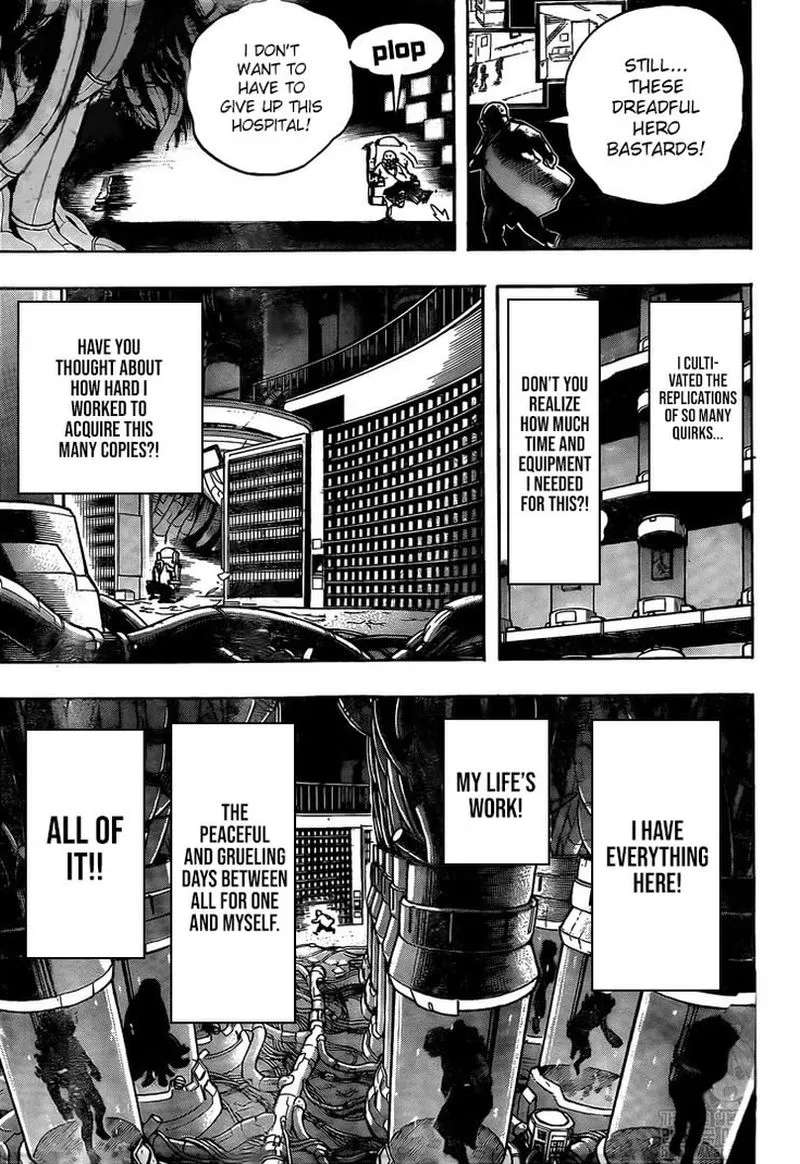 STILL...
THESE
DREADFUL
HERO
BASTARDS!
plop
I DON'T
WANT TO
HAVE TO
GIVE UP THIS
HOSPITAL!
I CULTI-
VATED THE
REPLICATIONS
OF SO MANY
QUIRKS...
DON'T YOU
REALIZE
HOW MUCH
TIME AND
EQUIPMENT
I NEEDED
FOR THIS?!
HAVE YOU
THOUGHT ABOUT
HOW HARD I
WORKED TO
ACQUIRE THIS
MANY COPIES?!
I HAVE
EVERYTHING
HERE!
MY LIFE'S
WORK!
THE
PEACEFUL
AND GRUELING
DAYS BETWEEN
ALL FOR ONE
AND MYSELF.
ALL OF
IT!!